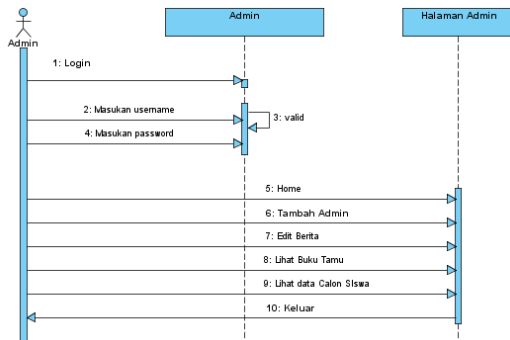 Admin
Halaman Admin
Admin
1: Login
2: Masukan username
3: valid
4: Masukan password
5: Home
6: Tambah Admin
7: Edit Berita
8: Lihat Buku Tamu
9: Lihat data Calon SIswa
10: Keluar